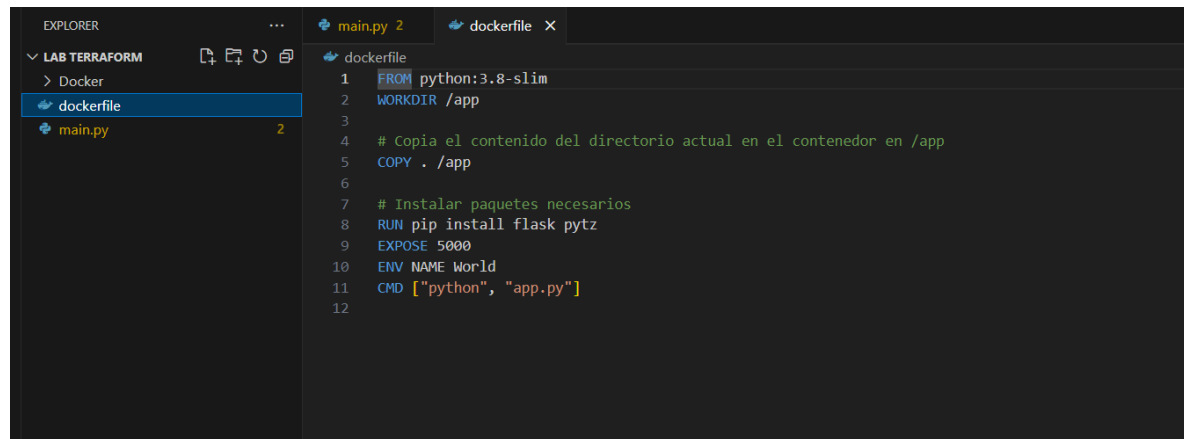 EXPLORER ...
LAB TERRAFORM
Docker
dockerfile
main.py 2
main.py 2 dockerfile
dockerfile
1 FROM python:3.8-slim
2 WORKDIR /app
3
4 # Copia el contenido del directorio actual en el contenedor en /app
5 COPY . /app
6
7 # Instalar paquetes necesarios
8 RUN pip install flask pytz
9 EXPOSE 5000
10 ENV NAME World
11 CMD ["python", "app.py"]
12